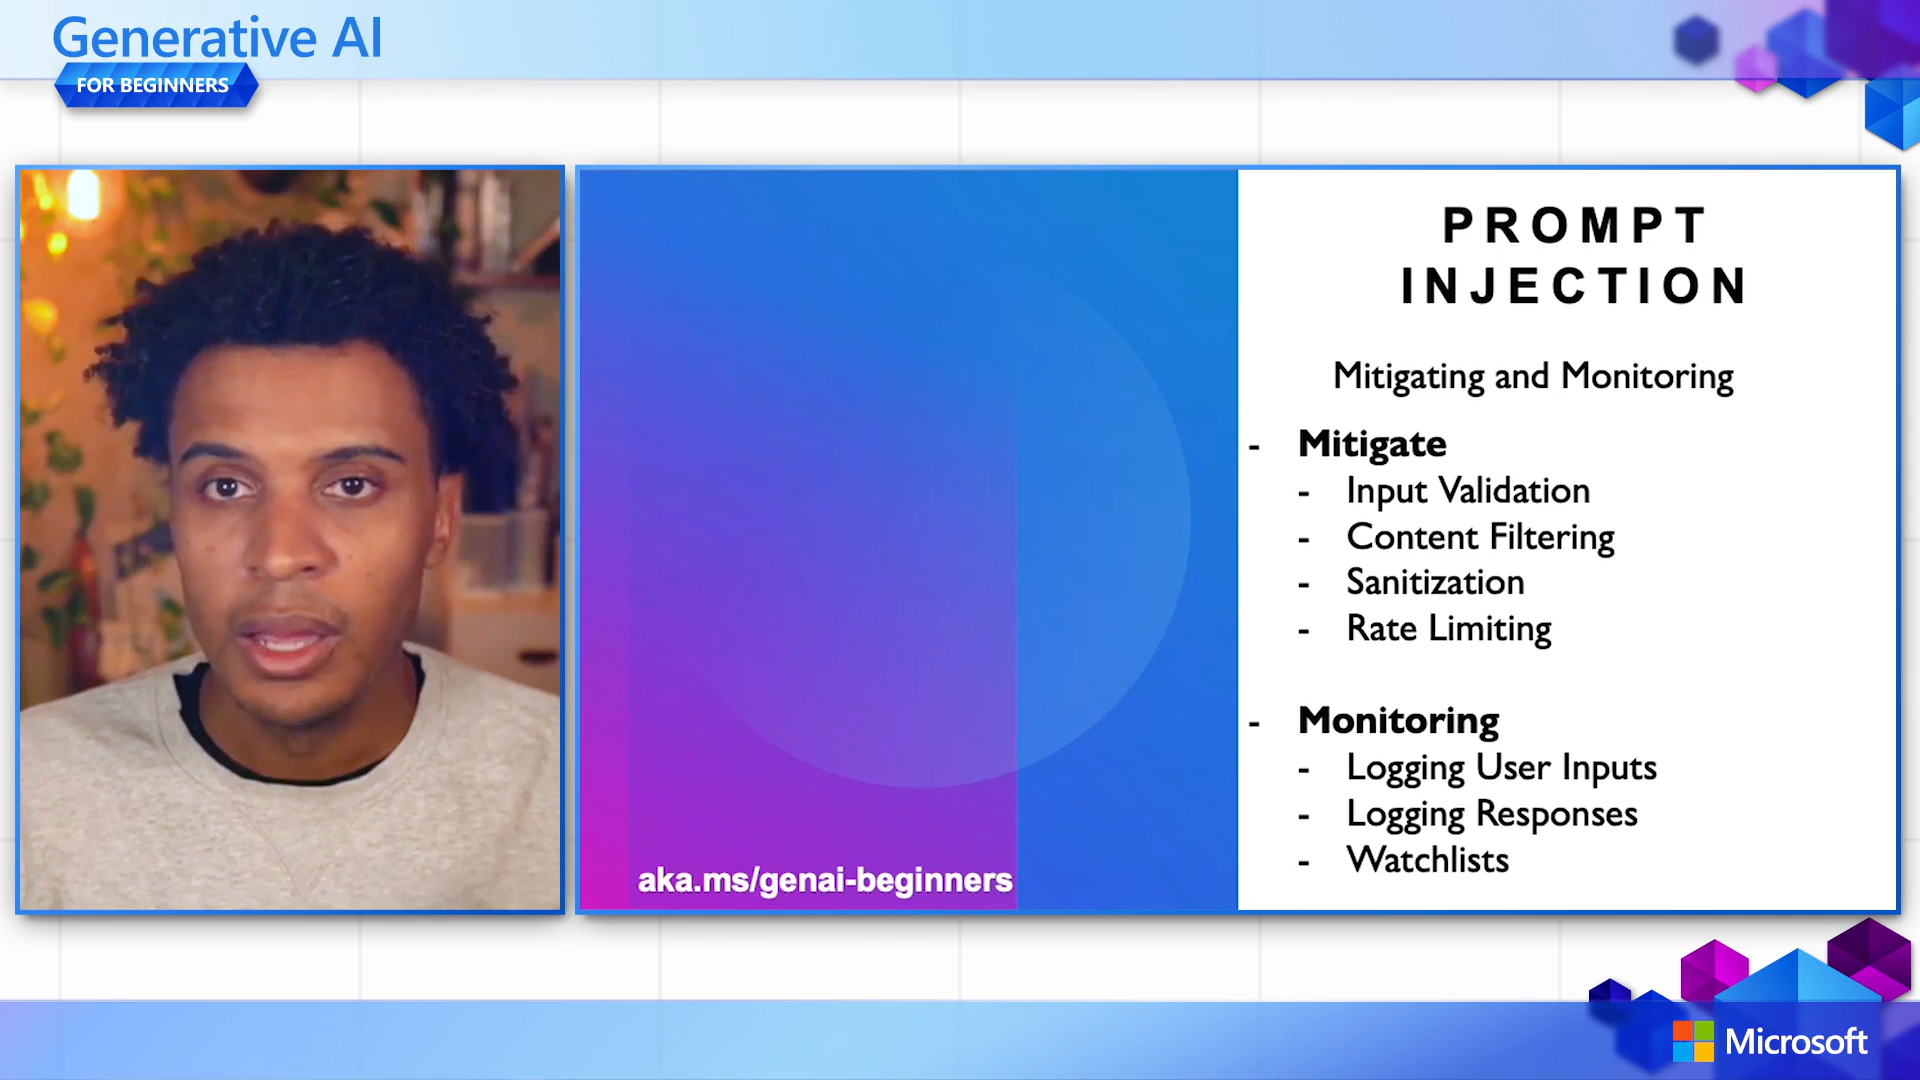 Generative AI
FOR BEGINNERS
PROMPT
INJECTION
Mitigating and Monitoring
- Mitigate
- Input Validation
- Content Filtering
- Sanitization
- Rate Limiting
- Monitoring
- Logging User Inputs
- Logging Responses
- Watchlists
aka.ms/genai-beginners
Microsoft